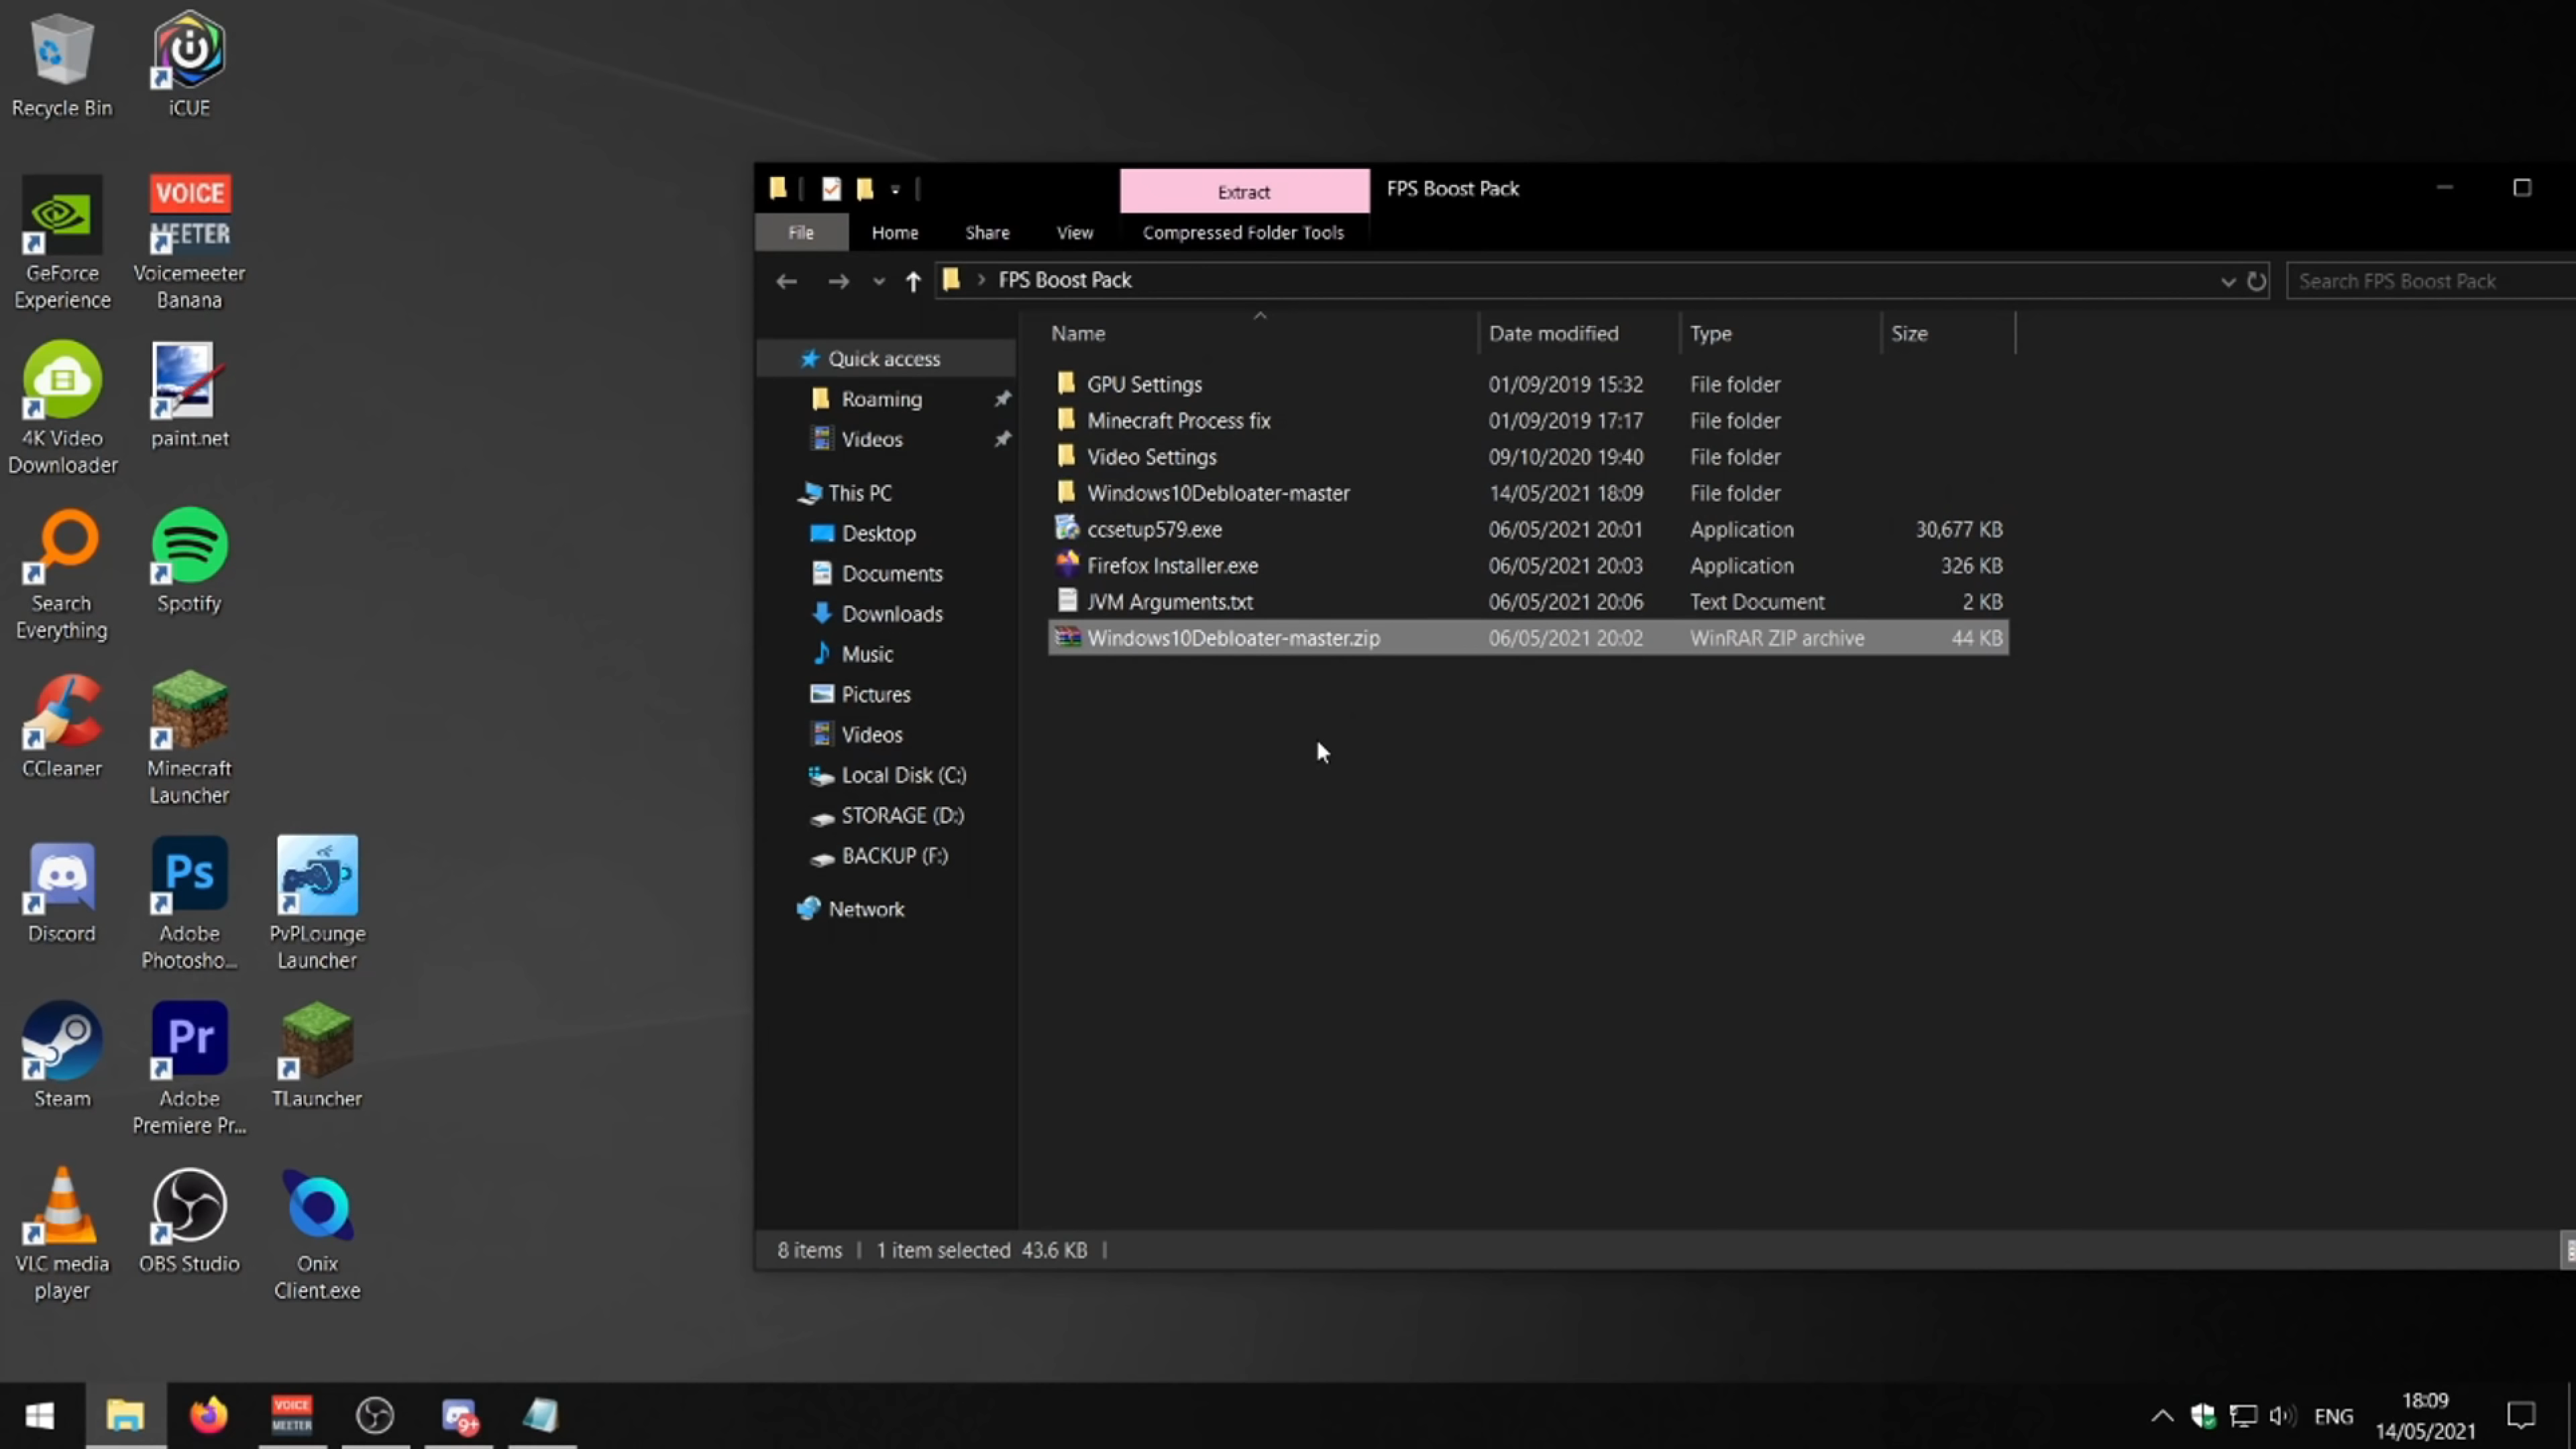 Recycle Bin
iCUE
GeForce
Experience
VOICE
MEETER
Voicemeeter
Banana
4K Video
Downloader
paint.net
Search
Everything
Spotify
CCleaner
Minecraft
Launcher
Discord
Ps
Adobe
Photosho...
PvPLounge
Launcher
Steam
Pr
Adobe
Premiere Pr...
TLauncher
VLC media
player
OBS Studio
Onix
Client.exe
Extract
FPS Boost Pack
File
Home
Share
View
Compressed Folder Tools
FPS Boost Pack
Search FPS Boost Pack
Quick access
Roaming
Videos
This PC
Desktop
Documents
Downloads
Music
Pictures
Videos
Local Disk (C:)
STORAGE (D:)
BACKUP (F:)
Network
Name Date modified Type Size
GPU Settings 01/09/2019 15:32 File folder
Minecraft Process fix 01/09/2019 17:17 File folder
Video Settings 09/10/2020 19:40 File folder
Windows10Debloater-master 14/05/2021 18:09 File folder
ccsetup579.exe 06/05/2021 20:01 Application 30,677 KB
Firefox Installer.exe 06/05/2021 20:03 Application 326 KB
JVM Arguments.txt 06/05/2021 20:06 Text Document 2 KB
Windows10Debloater-master.zip 06/05/2021 20:02 WinRAR ZIP archive 44 KB
8 items 1 item selected 43.6 KB
VOICE
MEETER
9+
ENG
18:09
14/05/2021